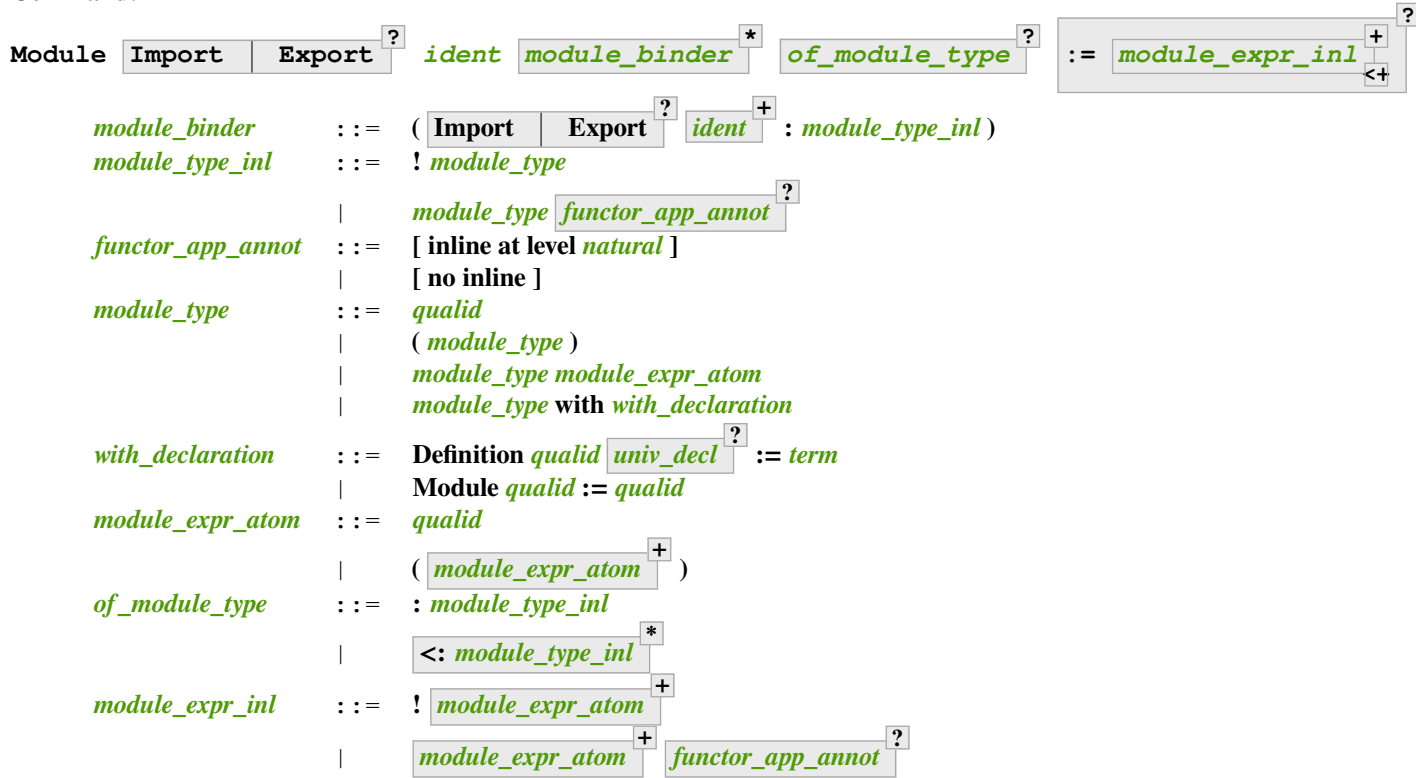 Module Import | Export ? ident module_binder * of_module_type ? := module_expr_inl + <+ ?
module_binder ::= ( Import | Export ? ident + : module_type_inl )
module_type_inl ::= ! module_type
| module_type functor_app_annot ?
functor_app_annot ::= [ inline at level natural ]
| [ no inline ]
module_type ::= qualid
| ( module_type )
| module_type module_expr_atom
| module_type with with_declaration
with_declaration ::= Definition qualid univ_decl ? := term
| Module qualid := qualid
module_expr_atom ::= qualid
| ( module_expr_atom + )
of_module_type ::= : module_type_inl
| <: module_type_inl *
module_expr_inl ::= ! module_expr_atom +
| module_expr_atom + functor_app_annot ?